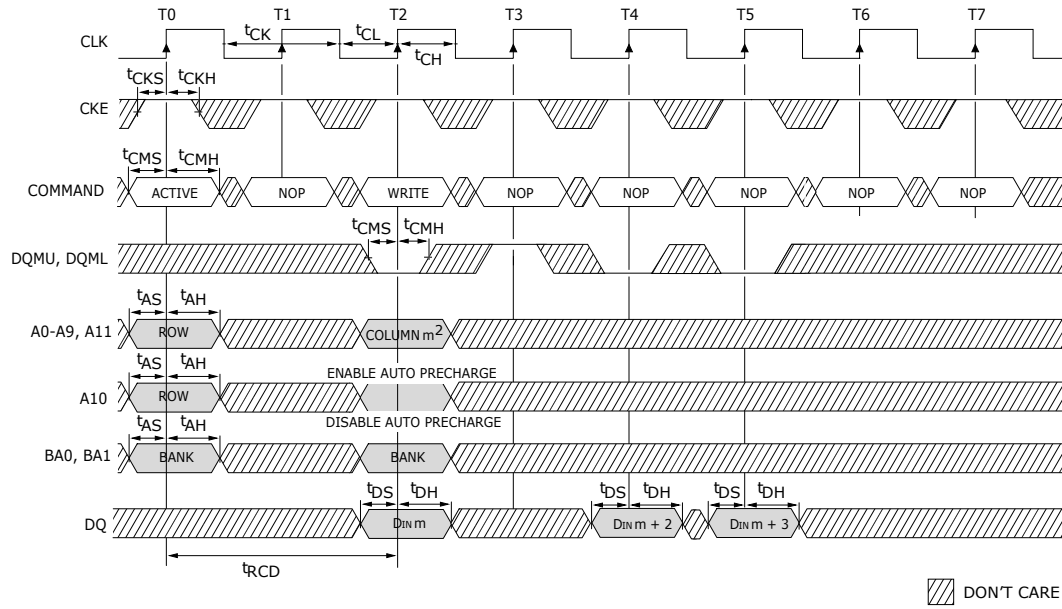 T0 T1 T2 T3 T4 T5 T6 T7
CLK tCK tCL tCH
tCKS tCKH
CKE
tCMS tCMH
COMMAND ACTIVE NOP WRITE NOP NOP NOP NOP NOP
tCMS tCMH
DQMU, DQML
tAS tAH
A0-A9, A11 ROW COLUMN m2
tAS tAH ENABLE AUTO PRECHARGE
A10 ROW
DISABLE AUTO PRECHARGE
tAS tAH
BA0, BA1 BANK BANK
tDS tDH tDS tDH tDS tDH
DQ DIN m DIN m + 2 DIN m + 3
tRCD
DON'T CARE